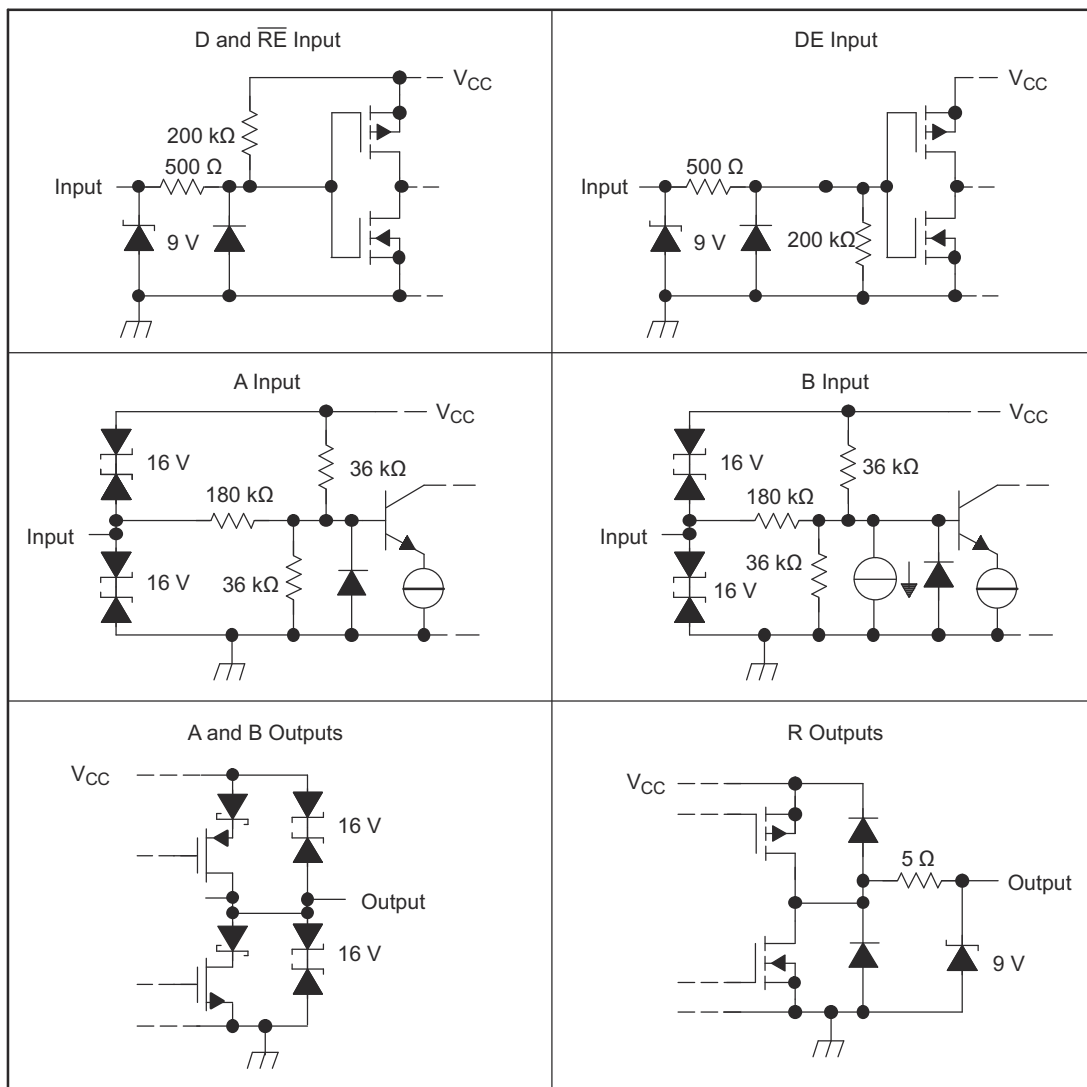 D and R̅E̅ Input
VCC
200 kΩ
500 Ω
Input
9 V
DE Input
VCC
500 Ω
Input
9 V
200 kΩ
A Input
VCC
16 V
36 kΩ
180 kΩ
Input
16 V
36 kΩ
B Input
VCC
16 V
36 kΩ
180 kΩ
Input
36 kΩ
16 V
A and B Outputs
VCC
16 V
Output
16 V
R Outputs
VCC
5 Ω
Output
9 V